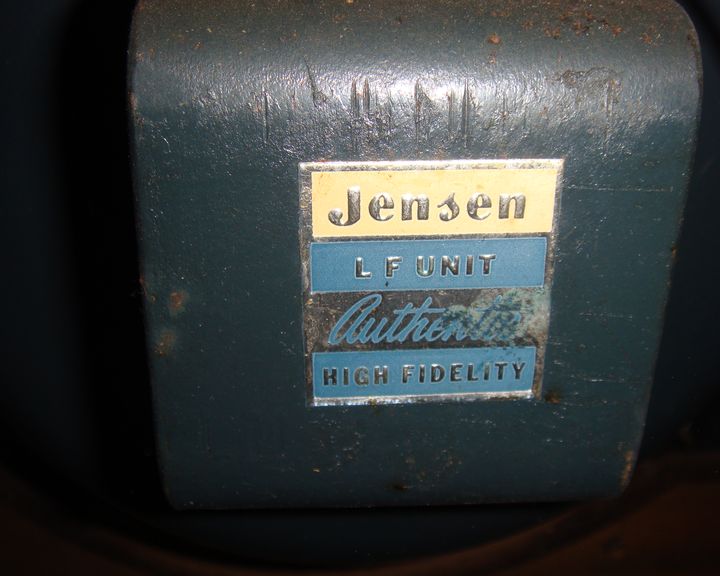 Jensen
L F UNIT
Authentic
HIGH FIDELITY